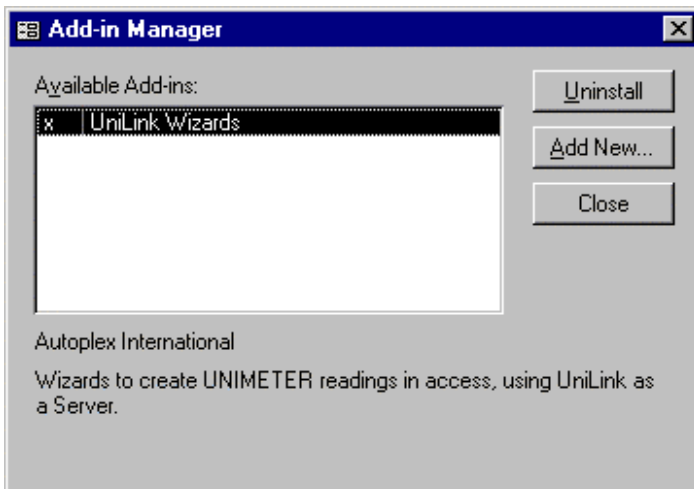 Add-in Manager
Available Add-ins:
x UniLink Wizards
Uninstall
Add New...
Close
Autoplex International
Wizards to create UNIMETER readings in access, using UniLink as
a Server.